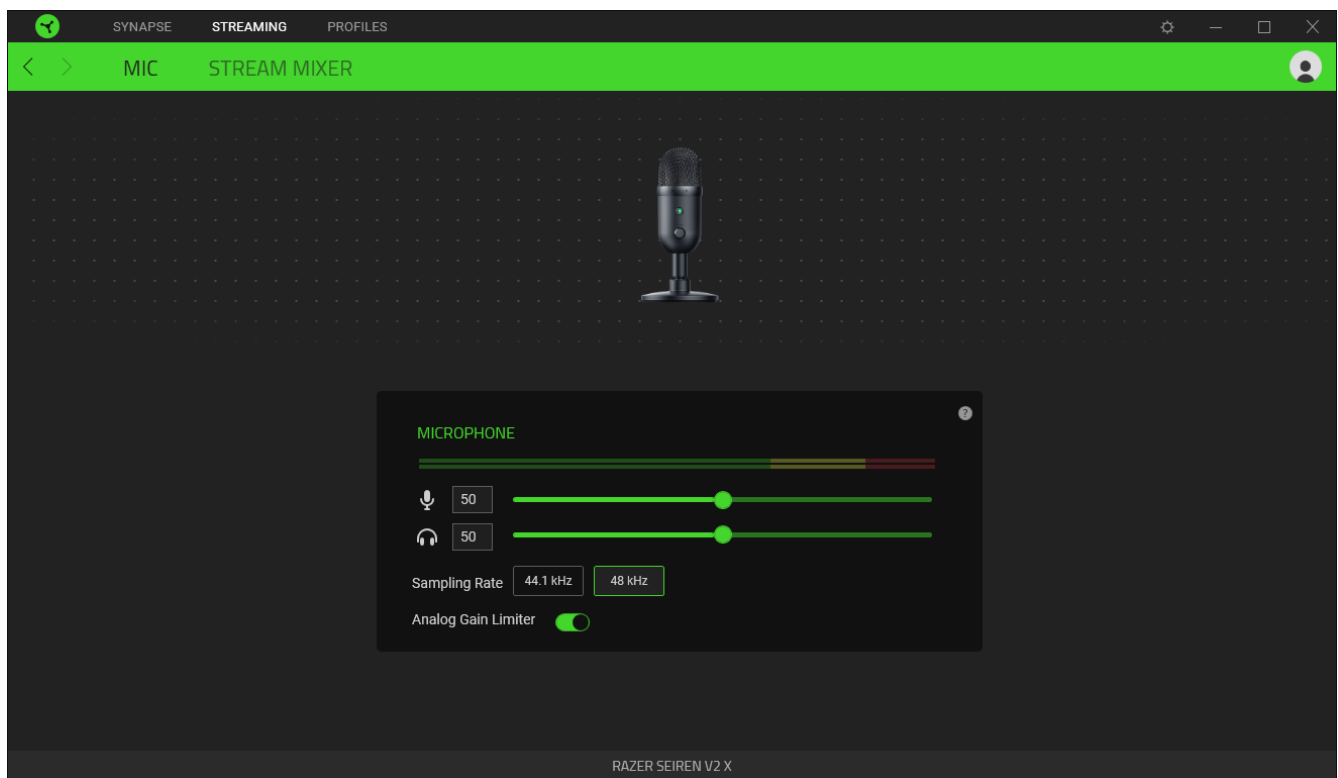 SYNAPSE STREAMING PROFILES
MIC STREAM MIXER
?
MICROPHONE
50
50
Sampling Rate 44.1 kHz 48 kHz
Analog Gain Limiter
RAZER SEIREN V2 X